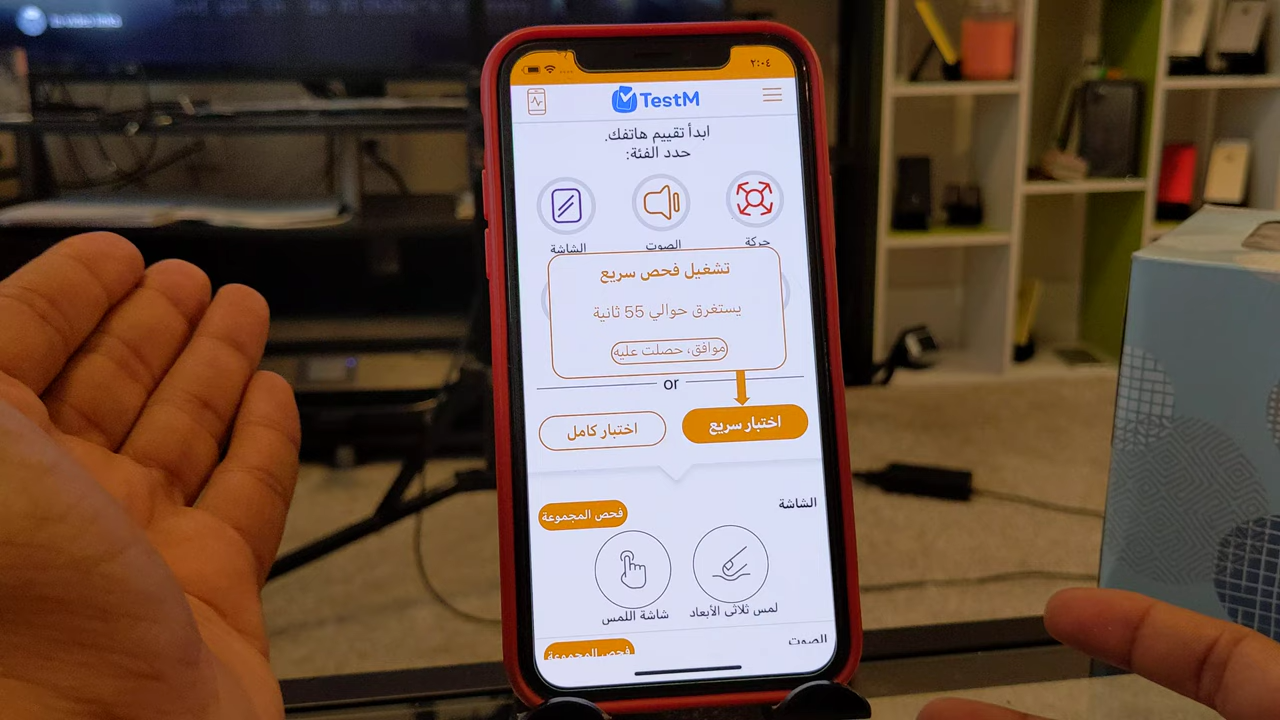 ٢:٠٤
TestM
ابدأ تقييم هاتفك.
حدد الفئة:
حركة
الصوت
الشاشة
تشغيل فحص سريع
يستغرق حوالي 55 ثانية
موافق، حصلت عليه
or
اختبار سريع
اختبار كامل
الشاشة
فحص المجموعة
لمس ثلاثي الأبعاد
شاشة اللمس
الصوت
فحص المجموعة